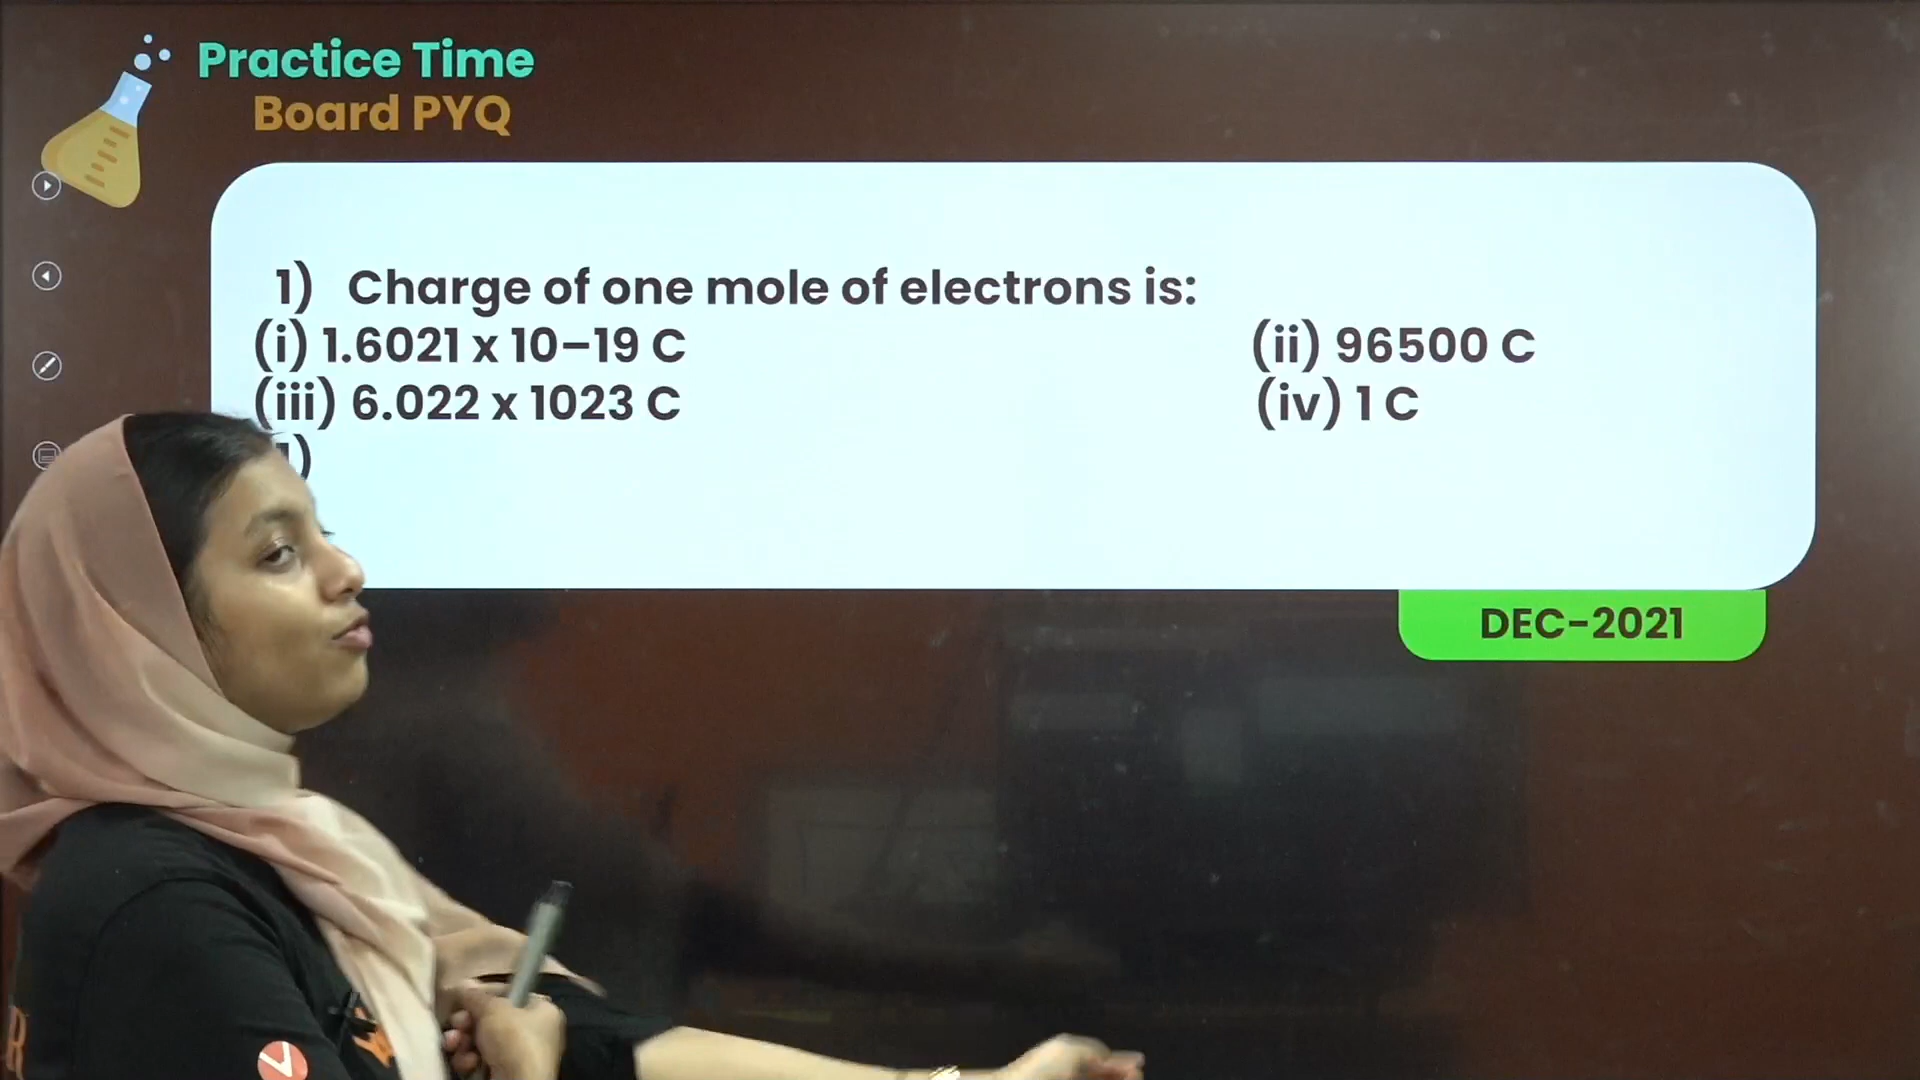 Practice Time
Board PYQ
1) Charge of one mole of electrons is:
(i) 1.6021 x 10–19 C (ii) 96500 C
(iii) 6.022 x 1023 C (iv) 1 C
DEC-2021
R
V